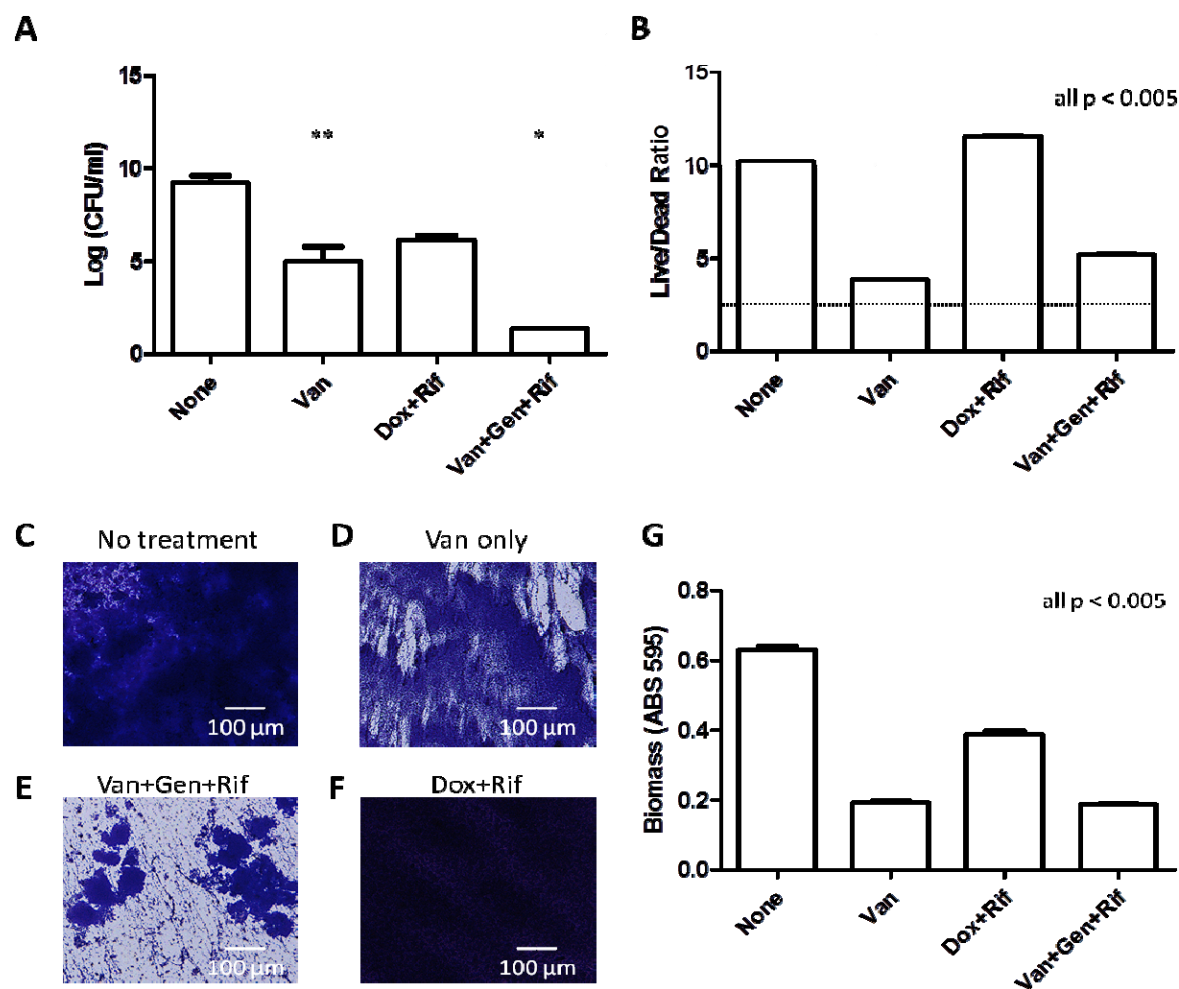 A
15
10
5
0
Log (CFU/ml)
**
*
None
Van
Dox+Rif
Van+Gen+Rif
B
all p < 0.005
15
10
5
0
Live/Dead Ratio
None
Van
Dox+Rif
Van+Gen+Rif
C
No treatment
100 µm
D
Van only
100 µm
E
Van+Gen+Rif
100 µm
F
Dox+Rif
100 µm
G
all p < 0.005
0.8
0.6
0.4
0.2
0.0
Biomass (ABS 595)
None
Van
Dox+Rif
Van+Gen+Rif